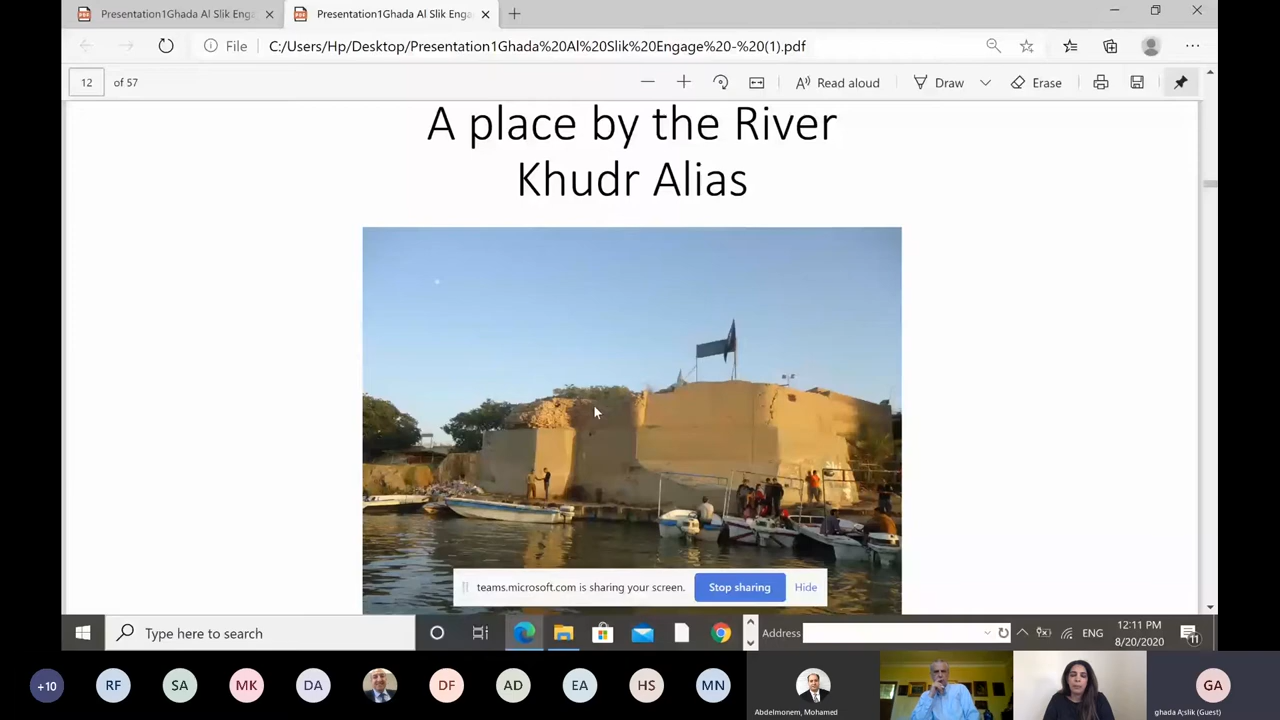 Presentation1Ghada Al Slik Enga
Presentation1Ghada Al Slik Enga
File
C:/Users/Hp/Desktop/Presentation1Ghada%20Al%20Slik%20Engage%20-%20(1).pdf
12 of 57
Read aloud
Draw
Erase
A place by the River
Khudr Alias
teams.microsoft.com is sharing your screen.
Stop sharing
Hide
Type here to search
Address
ENG
12:11 PM
8/20/2020
11
+10
RF
SA
MK
DA
DF
AD
EA
HS
MN
Abdelmonem, Mohamed
GA
ghada A;slik (Guest)